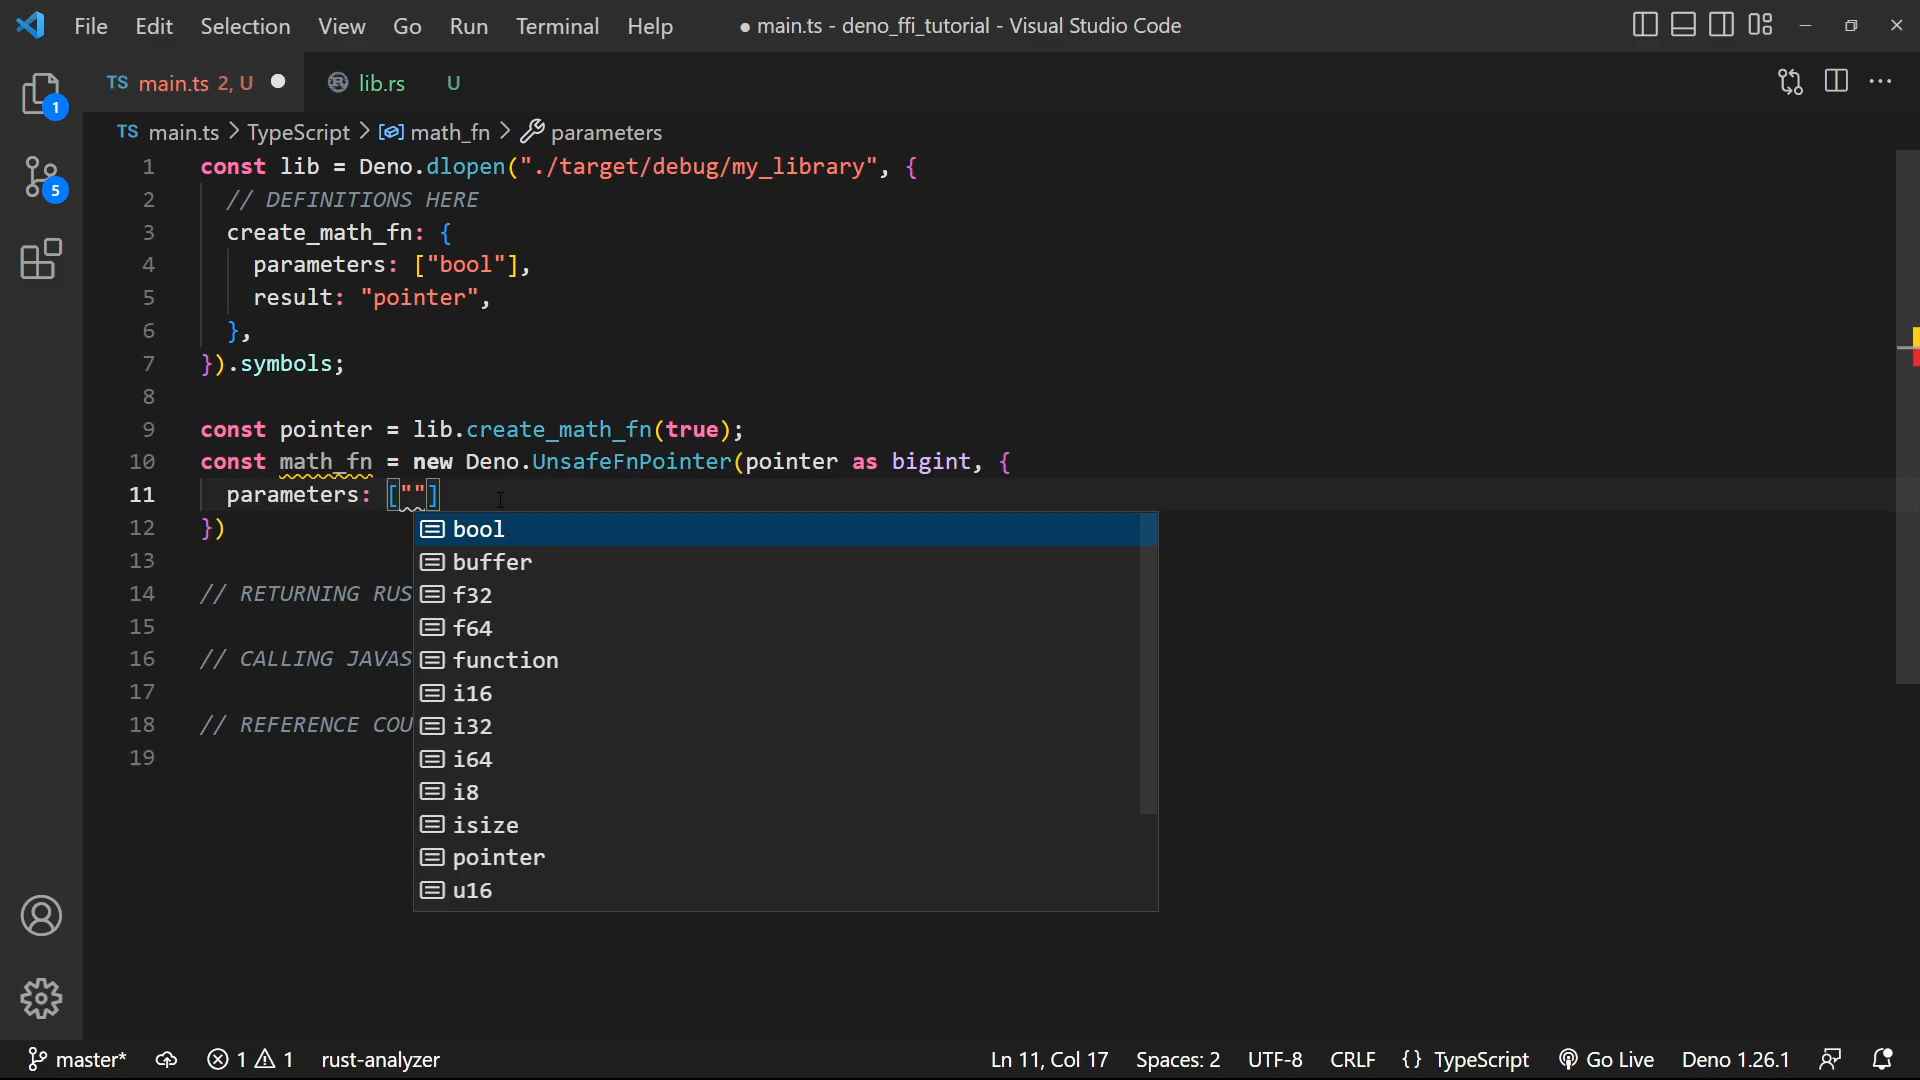 File Edit Selection View Go Run Terminal Help ● main.ts - deno_ffi_tutorial - Visual Studio Code
TS main.ts 2, U ● lib.rs U
1
5
TS main.ts > TypeScript > math_fn > parameters
1 const lib = Deno.dlopen("./target/debug/my_library", {
2 // DEFINITIONS HERE
3 create_math_fn: {
4 parameters: ["bool"],
5 result: "pointer",
6 },
7 }).symbols;
8
9 const pointer = lib.create_math_fn(true);
10 const math_fn = new Deno.UnsafeFnPointer(pointer as bigint, {
11 parameters: [""]
12 })
13
14 // RETURNING RUS
15
16 // CALLING JAVAS
17
18 // REFERENCE COU
19
bool
buffer
f32
f64
function
i16
i32
i64
i8
isize
pointer
u16
master* 1 1 rust-analyzer Ln 11, Col 17 Spaces: 2 UTF-8 CRLF {} TypeScript Go Live Deno 1.26.1